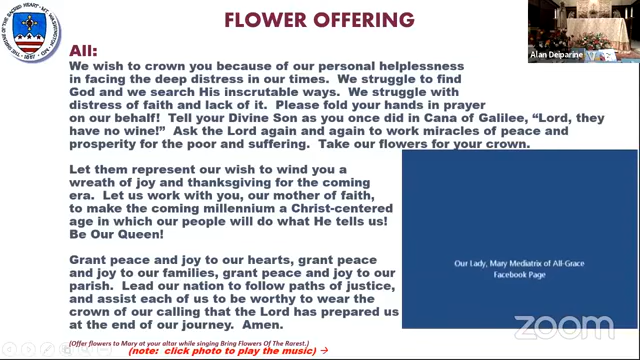 FLOWER OFFERING
All:
We wish to crown you because of our personal helplessness
in facing the deep distress in our times. We struggle to find
God and we search His inscrutable ways. We struggle with
distress of faith and lack of it. Please fold your hands in prayer
on our behalf! Tell your Divine Son as you once did in Cana of Galilee, “Lord, they
have no wine!” Ask the Lord again and again to work miracles of peace and
prosperity for the poor and suffering. Take our flowers for your crown.
Let them represent our wish to wind you a
wreath of joy and thanksgiving for the coming
era. Let us work with you, our mother of faith,
to make the coming millennium a Christ-centered
age in which our people will do what He tells us!
Be Our Queen!
Grant peace and joy to our hearts, grant peace
and joy to our families, grant peace and joy to our
parish. Lead our nation to follow paths of justice,
and assist each of us to be worthy to wear the
crown of our calling that the Lord has prepared us
at the end of our journey. Amen.
(Offer flowers to Mary at your altar while singing Bring Flowers Of The Rarest.)
(note: click photo to play the music) →
Alan Deiparine
Our Lady, Mary Mediatrix of All-Grace
Facebook Page
zoom